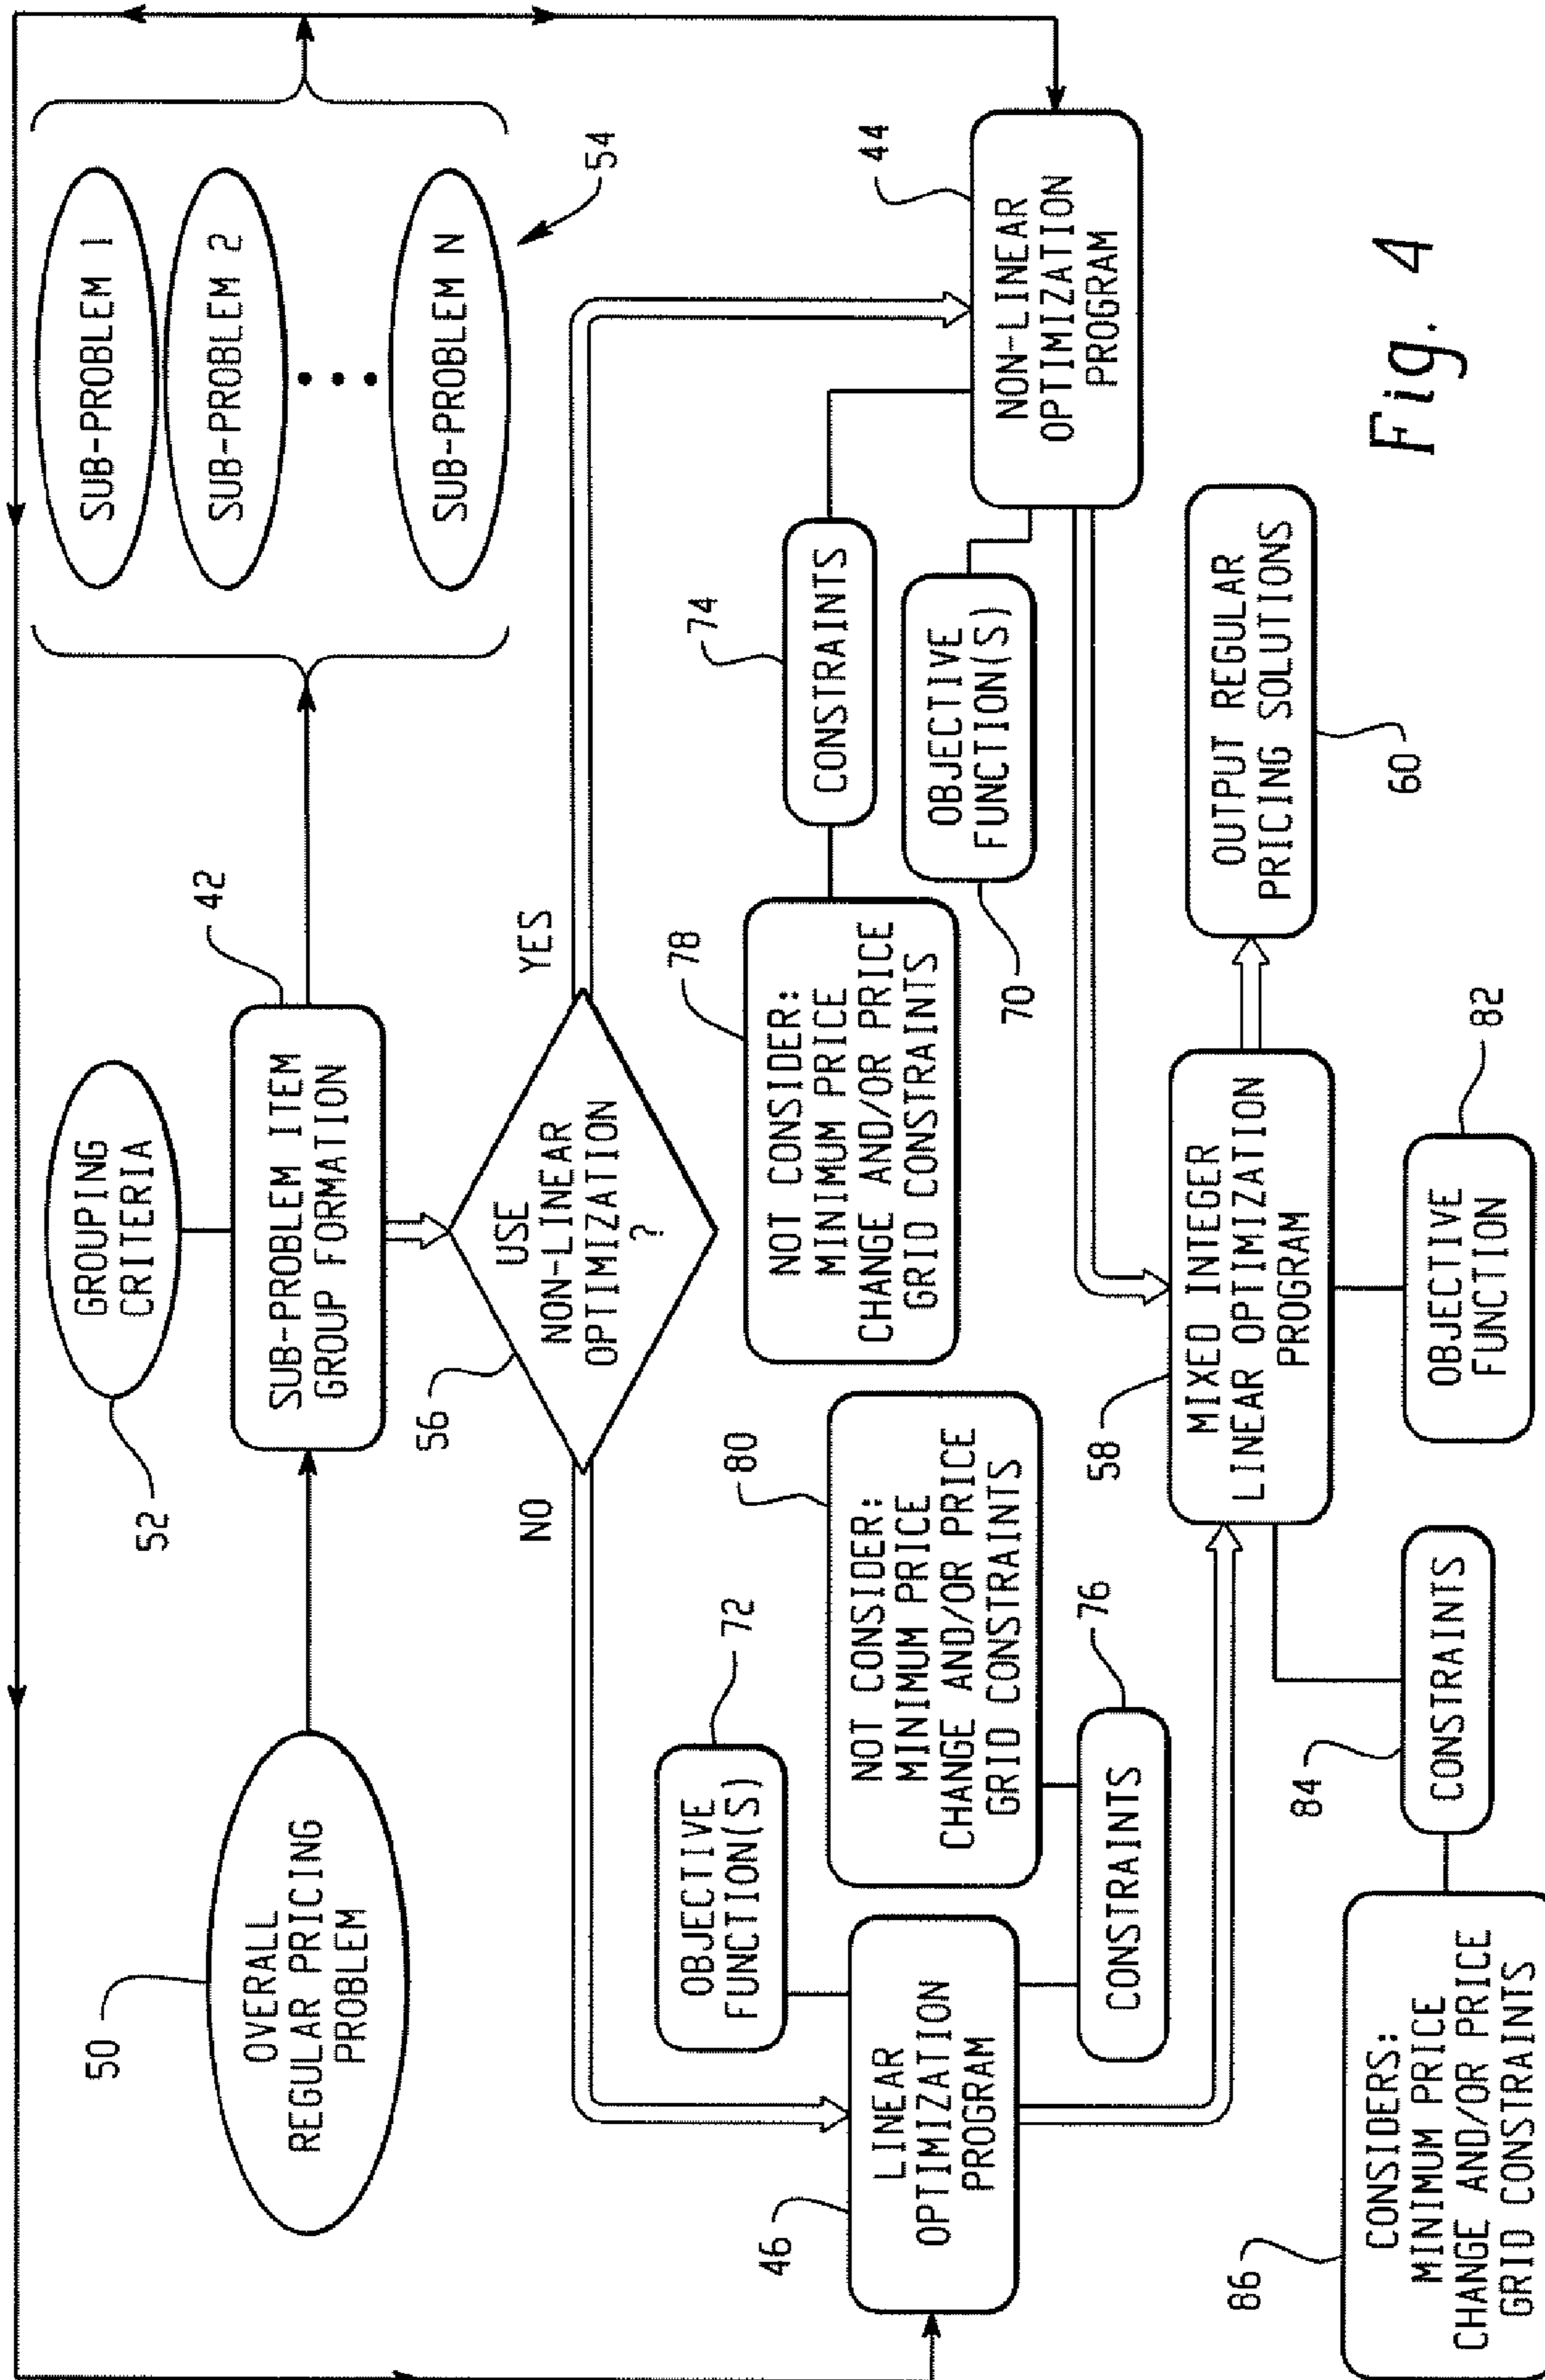 50
OVERALL
REGULAR PRICING
PROBLEM
52
GROUPING
CRITERIA
42
SUB-PROBLEM ITEM
GROUP FORMATION
SUB-PROBLEM 1
SUB-PROBLEM 2
SUB-PROBLEM N
54
56
USE
NON-LINEAR
OPTIMIZATION
?
NO
YES
72
OBJECTIVE
FUNCTION(S)
80
NOT CONSIDER:
MINIMUM PRICE
CHANGE AND/OR PRICE
GRID CONSTRAINTS
46
LINEAR
OPTIMIZATION
PROGRAM
76
CONSTRAINTS
78
NOT CONSIDER:
MINIMUM PRICE
CHANGE AND/OR PRICE
GRID CONSTRAINTS
74
CONSTRAINTS
70
OBJECTIVE
FUNCTION(S)
44
NON-LINEAR
OPTIMIZATION
PROGRAM
58
MIXED INTEGER
LINEAR OPTIMIZATION
PROGRAM
OUTPUT REGULAR
PRICING SOLUTIONS
60
86
CONSIDERS:
MINIMUM PRICE
CHANGE AND/OR PRICE
GRID CONSTRAINTS
84
CONSTRAINTS
82
OBJECTIVE
FUNCTION
Fig. 4